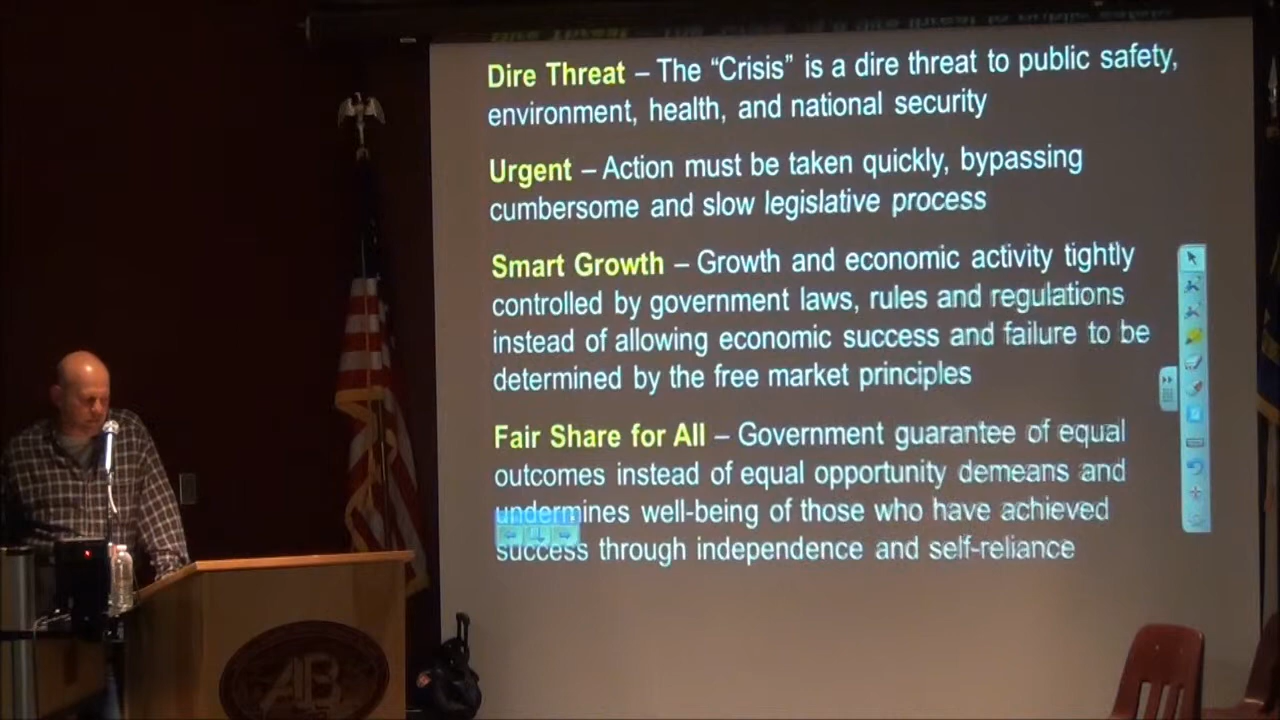 Dire Threat – The “Crisis” is a dire threat to public safety,
environment, health, and national security
Urgent – Action must be taken quickly, bypassing
cumbersome and slow legislative process
Smart Growth – Growth and economic activity tightly
controlled by government laws, rules and regulations
instead of allowing economic success and failure to be
determined by the free market principles
Fair Share for All – Government guarantee of equal
outcomes instead of equal opportunity demeans and
undermines well-being of those who have achieved
success through independence and self-reliance
AB